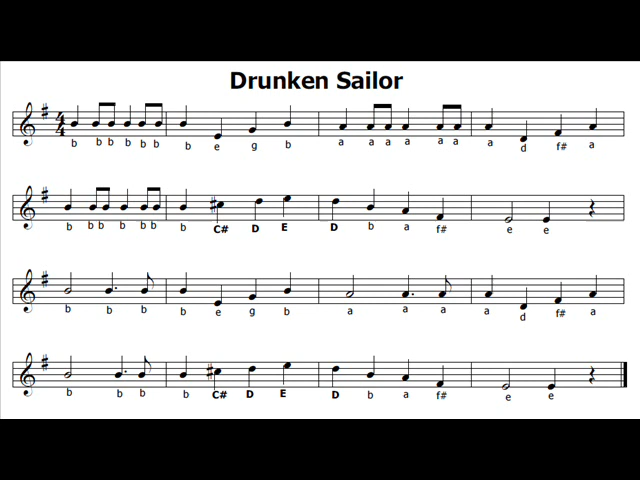 Drunken Sailor
4
4
b b b b b b b e g b a a a a a a a d f# a
b b b b b b b C# D E D b a f# e e
b b b b e g b a a a a d f# a
b b b b C# D E D b a f# e e